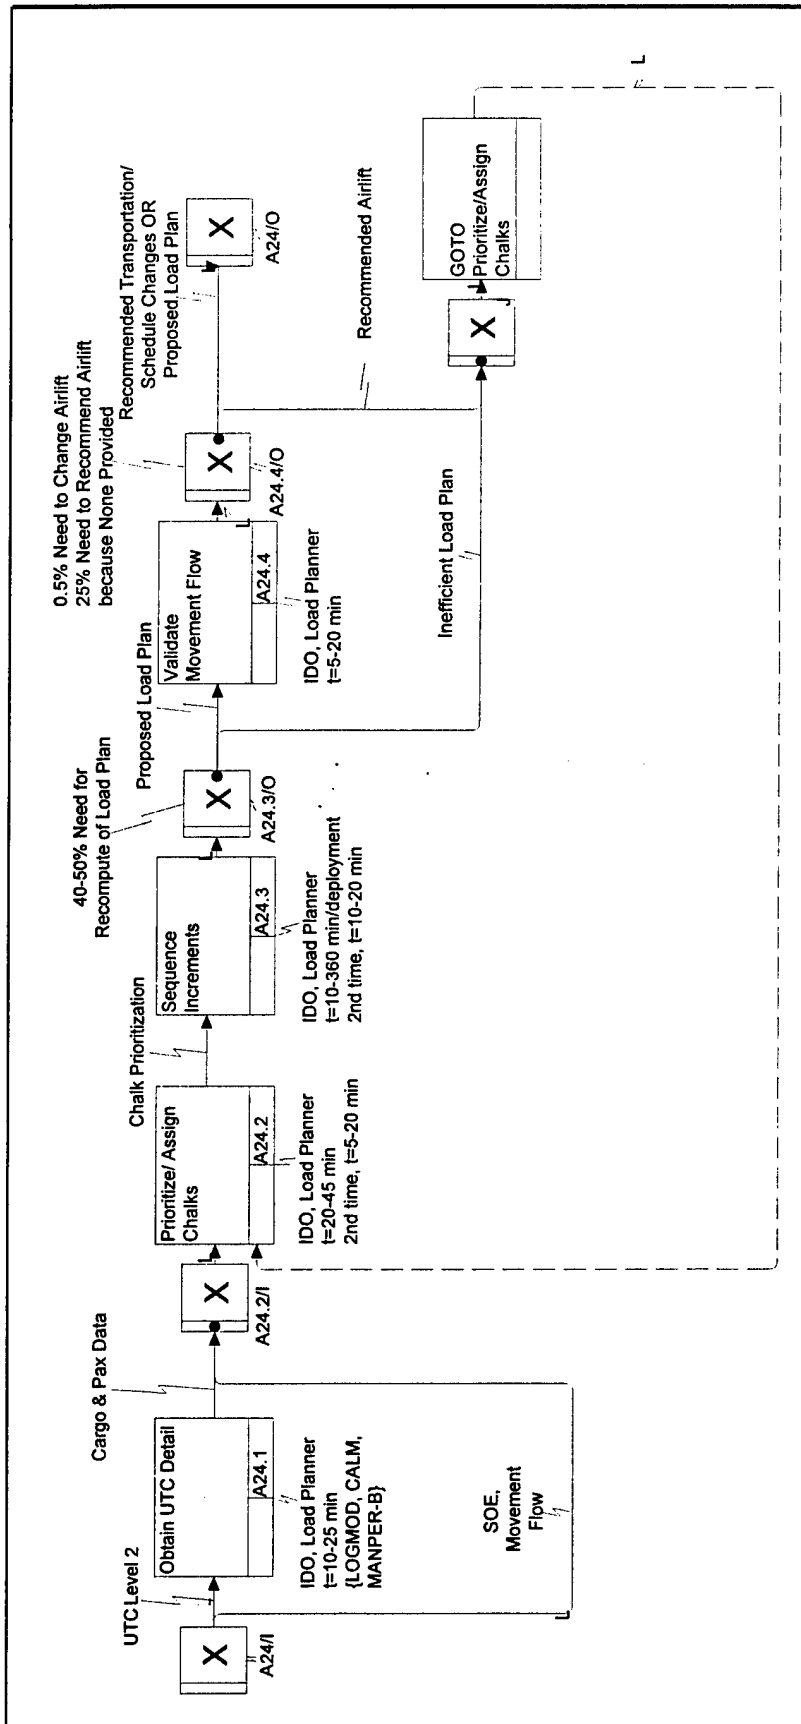 UTC Level 2
X
A24/I
Obtain UTC Detail
A24.1
IDO, Load Planner
t=10-25 min
{LOGMOD, CALM,
MANPER-B}
SOE,
Movement
Flow
L
Cargo & Pax Data
X
A24.2/I
L
Prioritize/ Assign
Chalks
A24.2
IDO, Load Planner
t=20-45 min
2nd time, t=5-20 min
Chalk Prioritization
Sequence
Increments
A24.3
IDO, Load Planner
t=10-360 min/deployment
2nd time, t=10-20 min
40-50% Need for
Recompute of Load Plan
L
X
A24.3/O
Proposed Load Plan
Validate
Movement Flow
A24.4
IDO, Load Planner
t=5-20 min
0.5% Need to Change Airlift
25% Need to Recommend Airlift
because None Provided
L
X
A24.4/O
Recommended Transportation/
Schedule Changes OR
Proposed Load Plan
L
X
A24/O
Inefficient Load Plan
Recommended Airlift
X
J
L
GOTO
Prioritize/Assign
Chalks
L